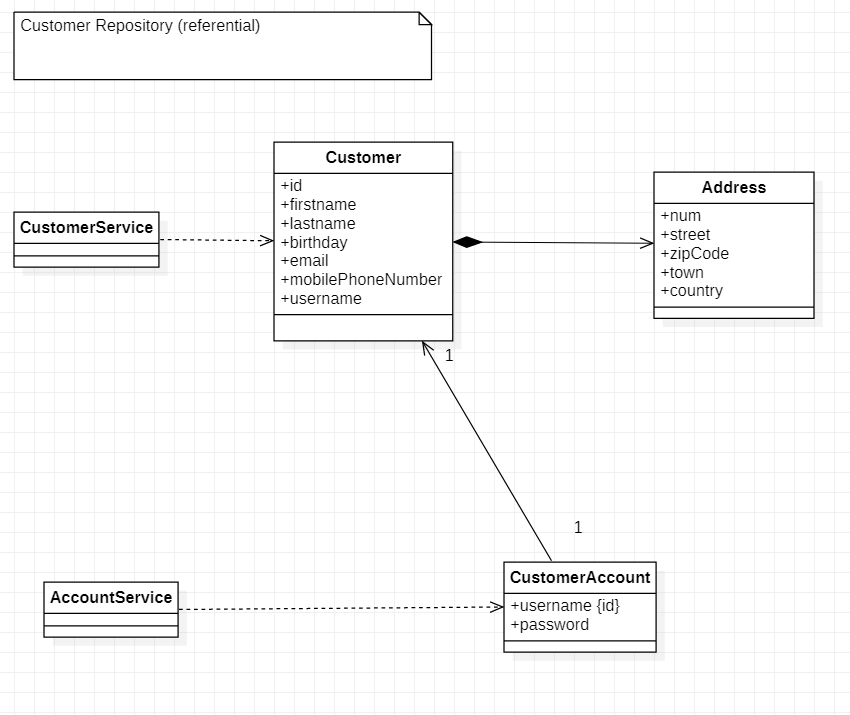 Customer Repository (referential)
Customer
+id
+firstname
+lastname
+birthday
+email
+mobilePhoneNumber
+username
Address
+num
+street
+zipCode
+town
+country
CustomerService
1
1
CustomerAccount
+username {id}
+password
AccountService